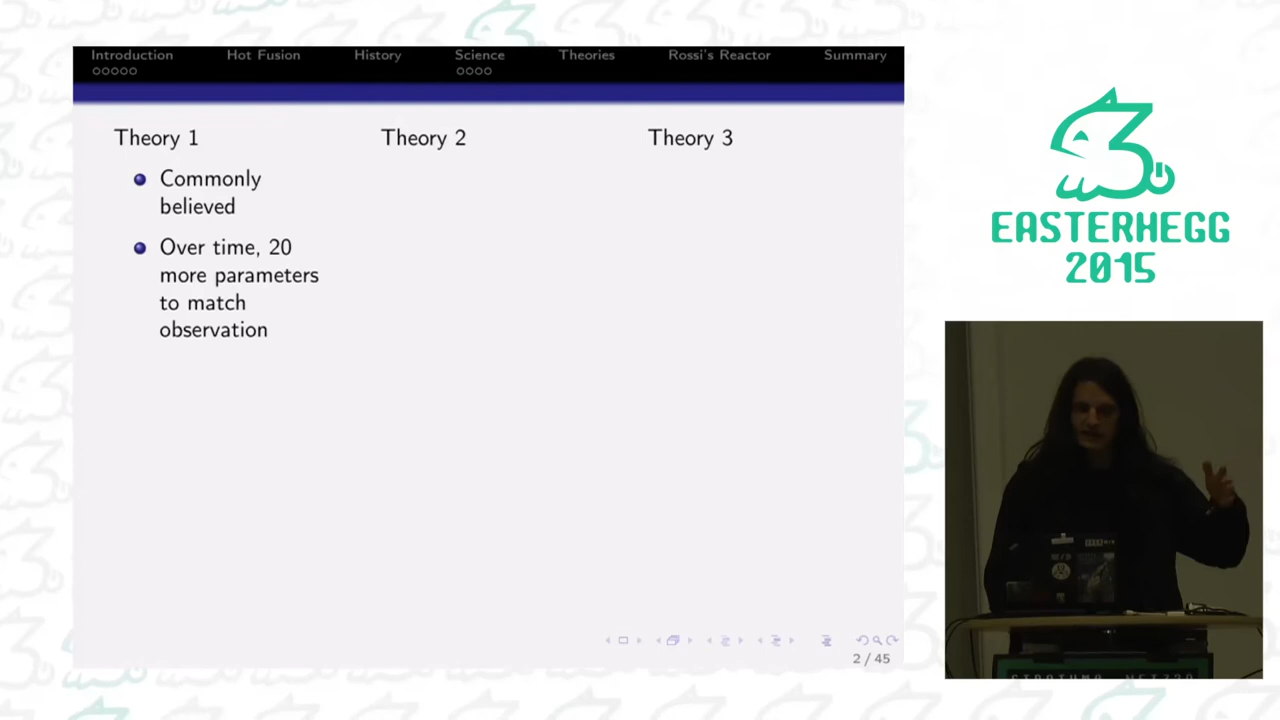 Introduction Hot Fusion History Science Theories Rossi's Reactor Summary
Theory 1 Theory 2 Theory 3
Commonly
believed
Over time, 20
more parameters
to match
observation
2 / 45
EASTERHEGG
2015